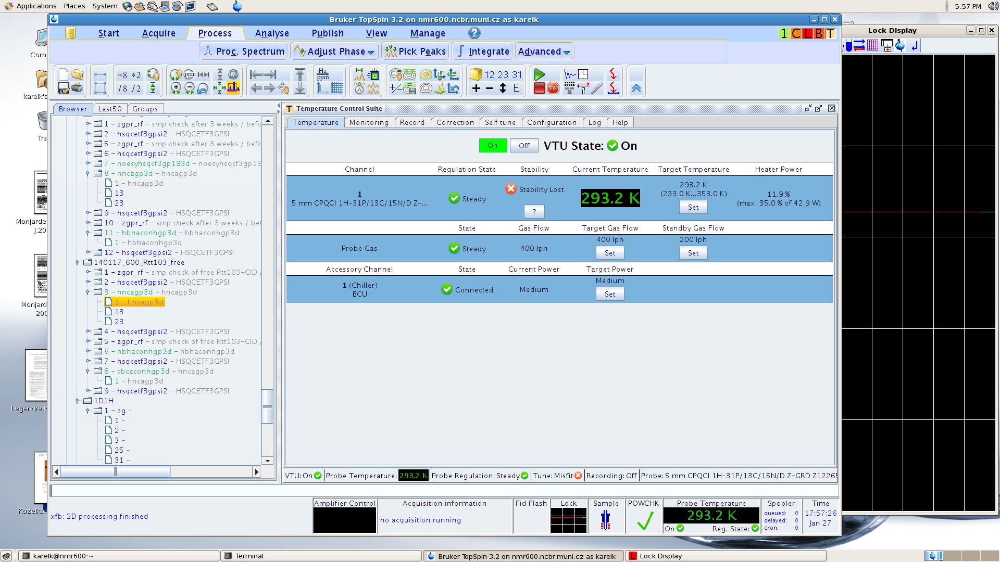 Applications Places System 5:57 PM
Bruker TopSpin 3.2 on nmr600.ncbr.muni.cz as karelk
Lock Display
Start Acquire Process Analyse Publish View Manage ? 1 C L B T
Proc. Spectrum Adjust Phase Pick Peaks Integrate Advanced
*8 *2 ppm Hz ppm 12 23 31
/8 /2 E STOP
Browser Last50 Groups
T Temperature Control Suite
Temperature Monitoring Record Correction Self tune Configuration Log Help
1 - zgpr_rf - smp check after 3 weeks / befo
2 - hsqcetf3gpsi2 - HSQCETF3GPSI
5 - zgpr_rf - smp check after 3 weeks / befo
6 - hsqcetf3gpsi2 - HSQCETF3GPSI
7 - noesyhsqcf3gp193d - noesyhsqcf3gp19
8 - hncagp3d - hncagp3d
1 - hncagp3d
13
23
9 - hsqcetf3gpsi2 - HSQCETF3GPSI
10 - zgpr_rf - smp check after 3 weeks / bef
11 - hbhaconhgp3d - hbhaconhgp3d
1 - hbhaconhgp3d
12 - hsqcetf3gpsi2 - HSQCETF3GPSI
140117_600_Rtt103_free
1 - zgpr_rf - smp check of free Rtt103-CID /
2 - hsqcetf3gpsi2 - HSQCETF3GPSI
3 - hncagp3d - hncagp3d
1 - hncagp3d
13
23
4 - hsqcetf3gpsi2 - HSQCETF3GPSI
5 - zgpr_rf - smp check of free Rtt103-CID /
6 - hbhaconhgp3d - hbhaconhgp3d
7 - hsqcetf3gpsi2 - HSQCETF3GPSI
8 - cbcaconhgp3d - hncagp3d
1 - hncagp3d
9 - hsqcetf3gpsi2 - HSQCETF3GPSI
1D1H
1 - zg -
1 -
2 -
3 -
25 -
31 -
On Off VTU State: On
Channel Regulation State Stability Current Temperature Target Temperature Heater Power
1
5 mm CPQCI 1H-31P/13C/15N/D Z-...
Steady
Stability Lost
?
293.2 K
293.2 K
(233.0 K...353.0 K)
Set
11.9 %
(max. 35.0 % of 42.9 W)
State Gas Flow Target Gas Flow Standby Gas Flow
Probe Gas Steady 400 lph
400 lph
Set
200 lph
Set
Accessory Channel State Current Power Target Power
1 (Chiller)
BCU
Connected Medium
Medium
Set
VTU: On Probe Temperature: 293.2 K Probe Regulation: Steady Tune: Misfit Recording: Off Probe: 5 mm CPQCI 1H-31P/13C/15N/D Z-GRD Z12265
xfb: 2D processing finished
Amplifier Control
Acquisition information
no acquisition running
Fid Flash
Lock
Sample
POWCHK
Probe Temperature
293.2 K
On Reg. State:
Spooler
queued: 0
delayed: 0
cron: 0
Time
17:57:26
Jan 27
Com
karelk's
Tra
Monjarde
J.20
Monjard
200
Legendre.
Kozelka.
karelk@nmr600:~ Terminal Bruker TopSpin 3.2 on nmr600.ncbr.muni.cz as karelk L Lock Display